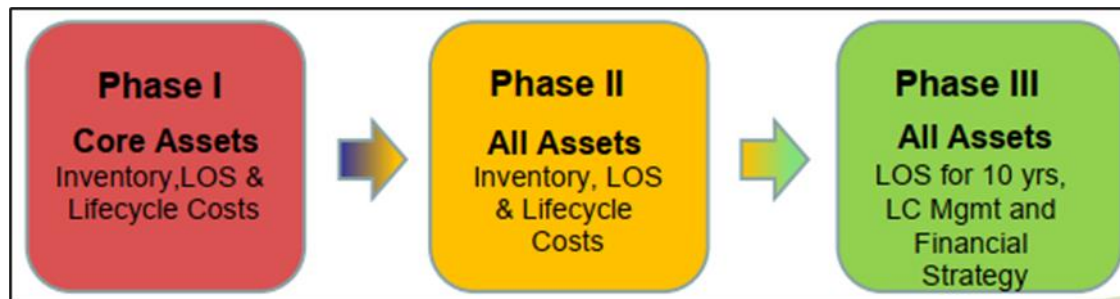 Phase I
Core Assets
Inventory,LOS &
Lifecycle Costs
Phase II
All Assets
Inventory, LOS
& Lifecycle
Costs
Phase III
All Assets
LOS for 10 yrs,
LC Mgmt and
Financial
Strategy